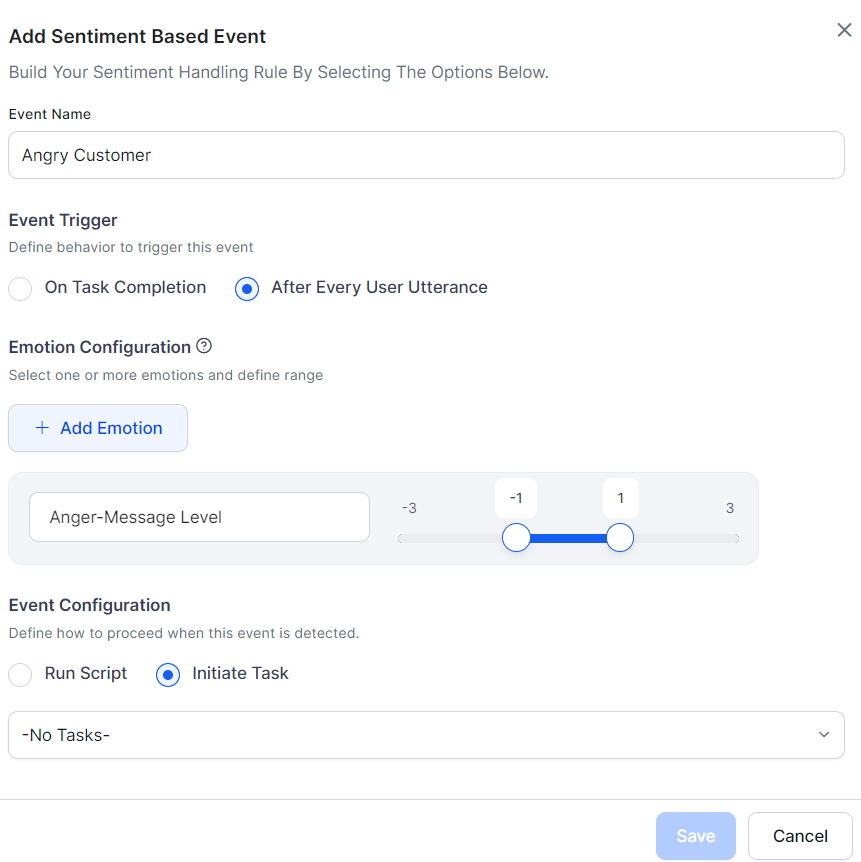 Add Sentiment Based Event
Build Your Sentiment Handling Rule By Selecting The Options Below.
Event Name
Angry Customer
Event Trigger
Define behavior to trigger this event
On Task Completion
After Every User Utterance
Emotion Configuration
Select one or more emotions and define range
+ Add Emotion
Anger-Message Level
-3
-1
1
3
Event Configuration
Define how to proceed when this event is detected.
Run Script
Initiate Task
-No Tasks-
Save
Cancel